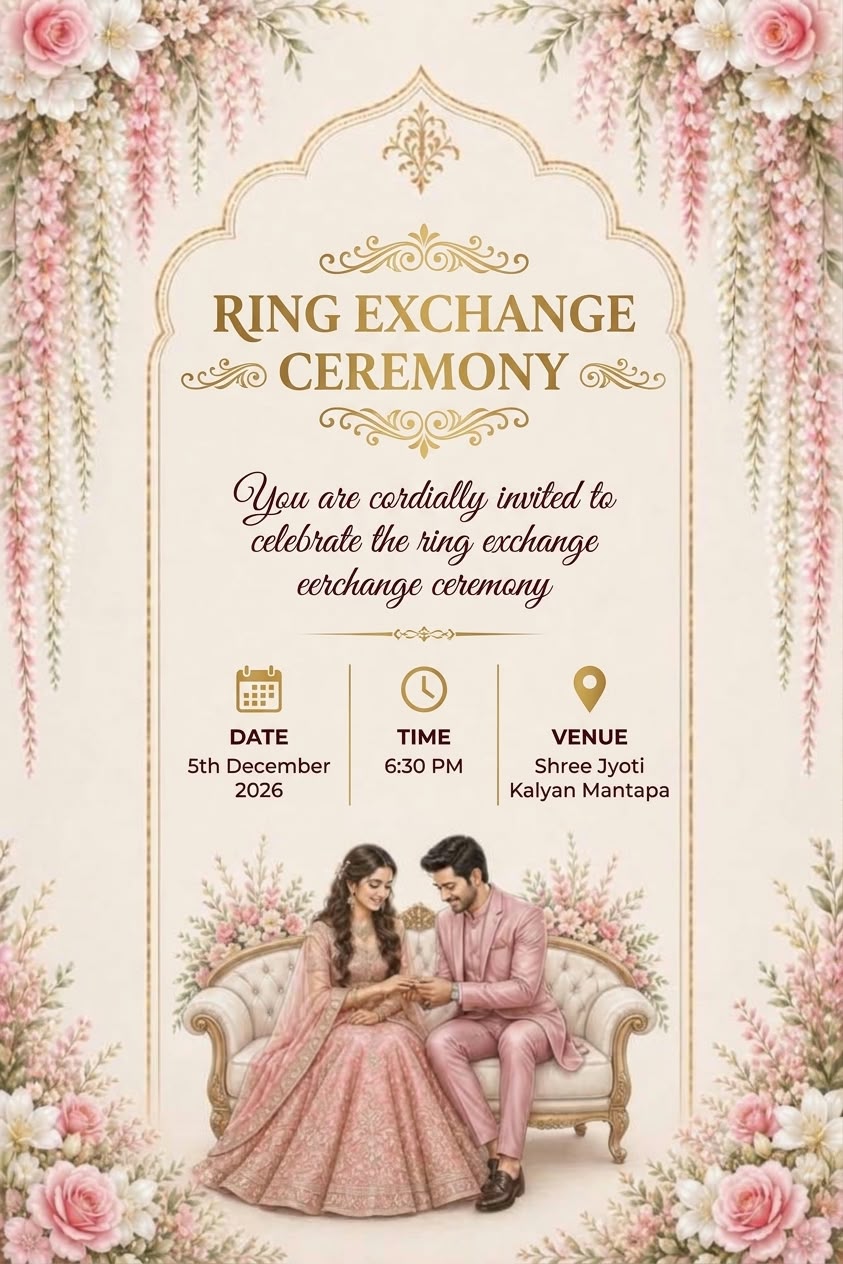 RING EXCHANGE
CEREMONY
You are cordially invited to
celebrate the ring exchange
eerchange ceremony
DATE
5th December
2026
TIME
6:30 PM
VENUE
Shree Jyoti
Kalyan Mantapa